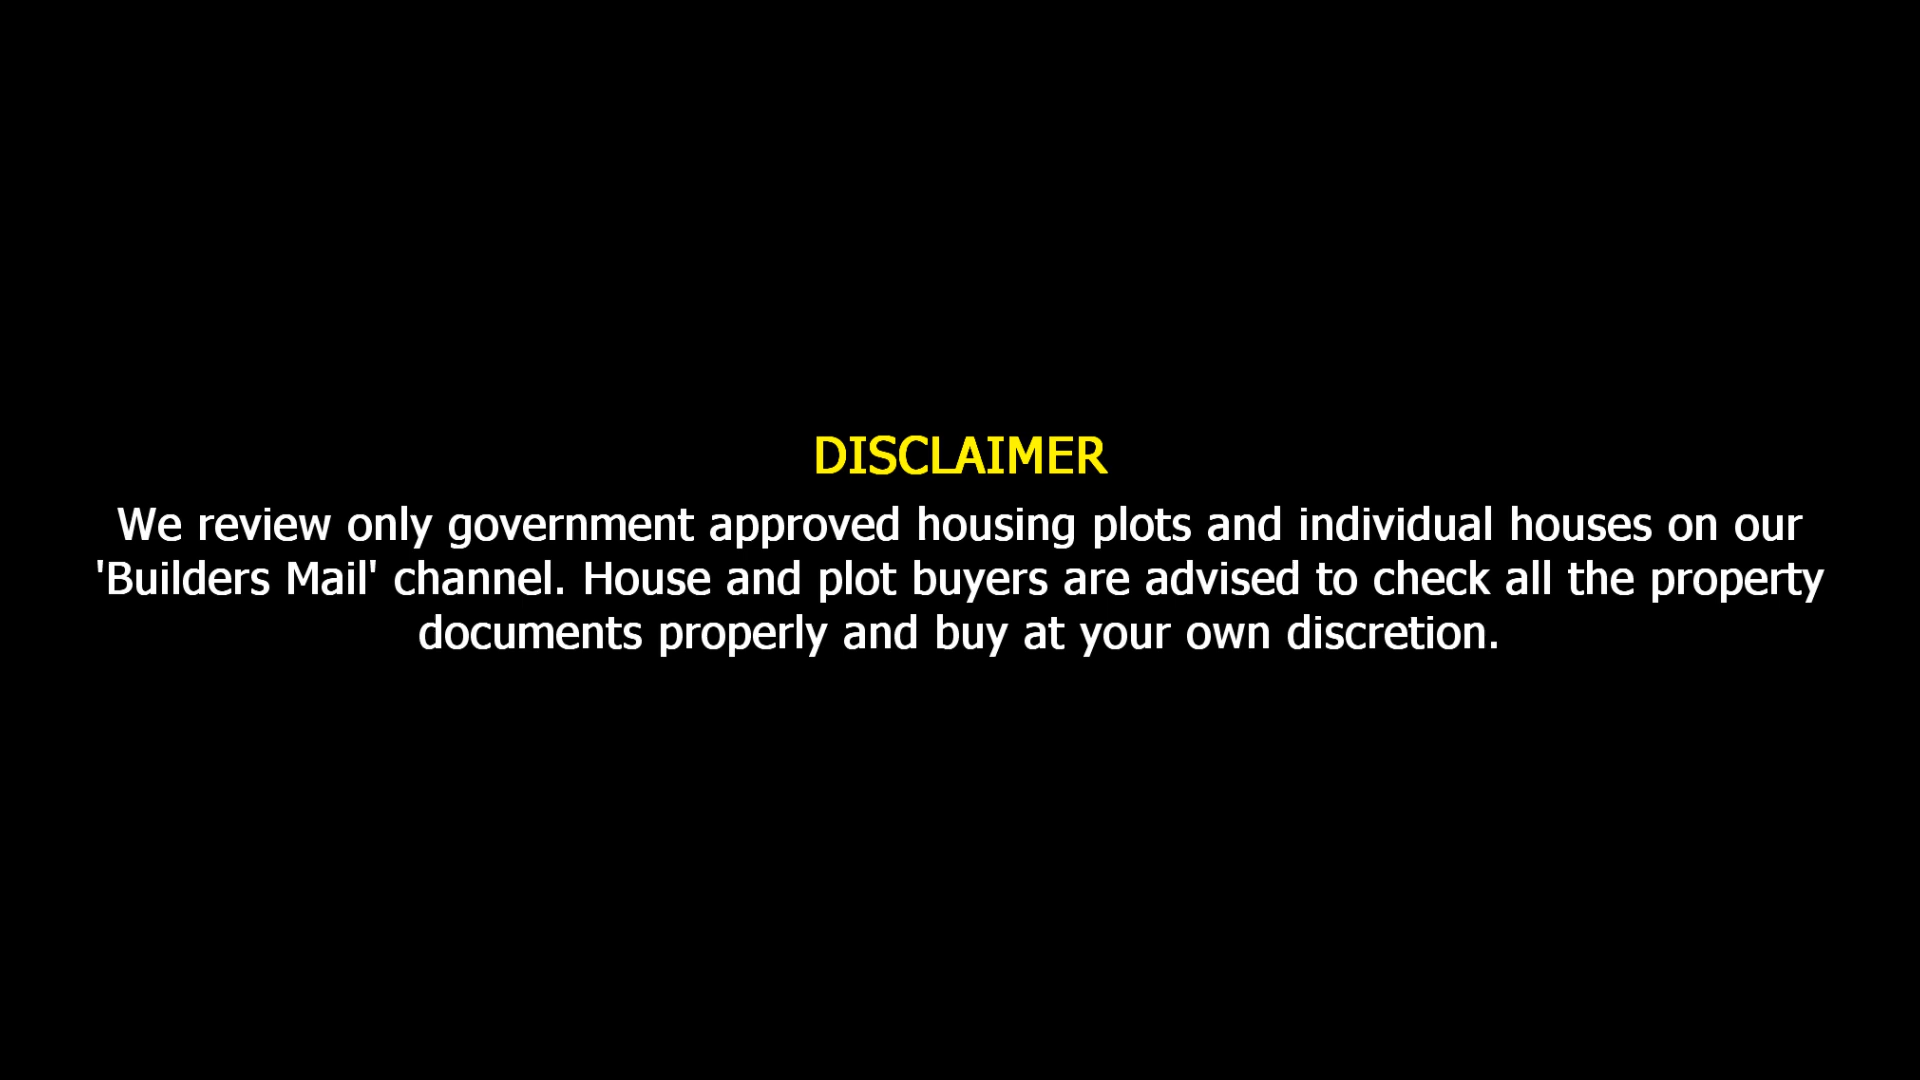 DISCLAIMER
We review only government approved housing plots and individual houses on our
'Builders Mail' channel. House and plot buyers are advised to check all the property
documents properly and buy at your own discretion.